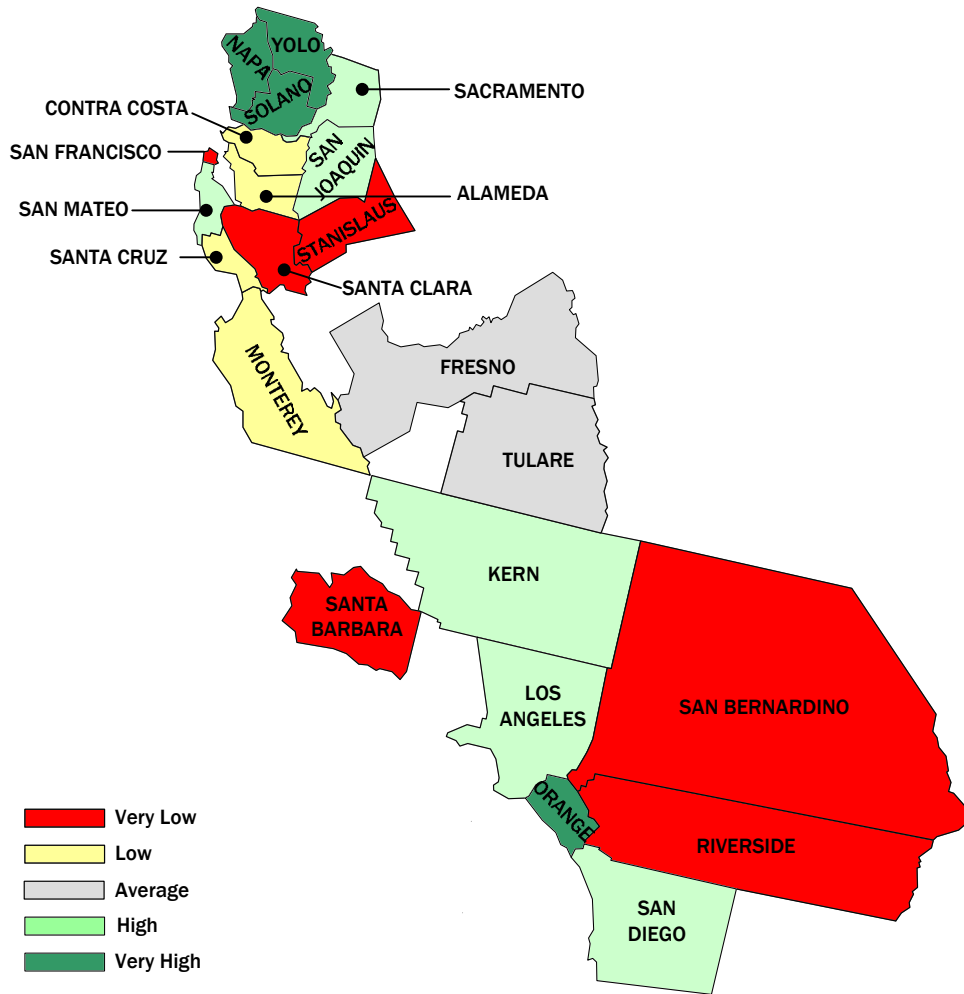 NAPA
YOLO
SOLANO
SACRAMENTO
CONTRA COSTA
SAN FRANCISCO
SAN
JOAQUIN
ALAMEDA
SAN MATEO
STANISLAUS
SANTA CRUZ
SANTA CLARA
MONTEREY
FRESNO
TULARE
KERN
SANTA
BARBARA
LOS
ANGELES
SAN BERNARDINO
ORANGE
RIVERSIDE
SAN
DIEGO
Very Low
Low
Average
High
Very High